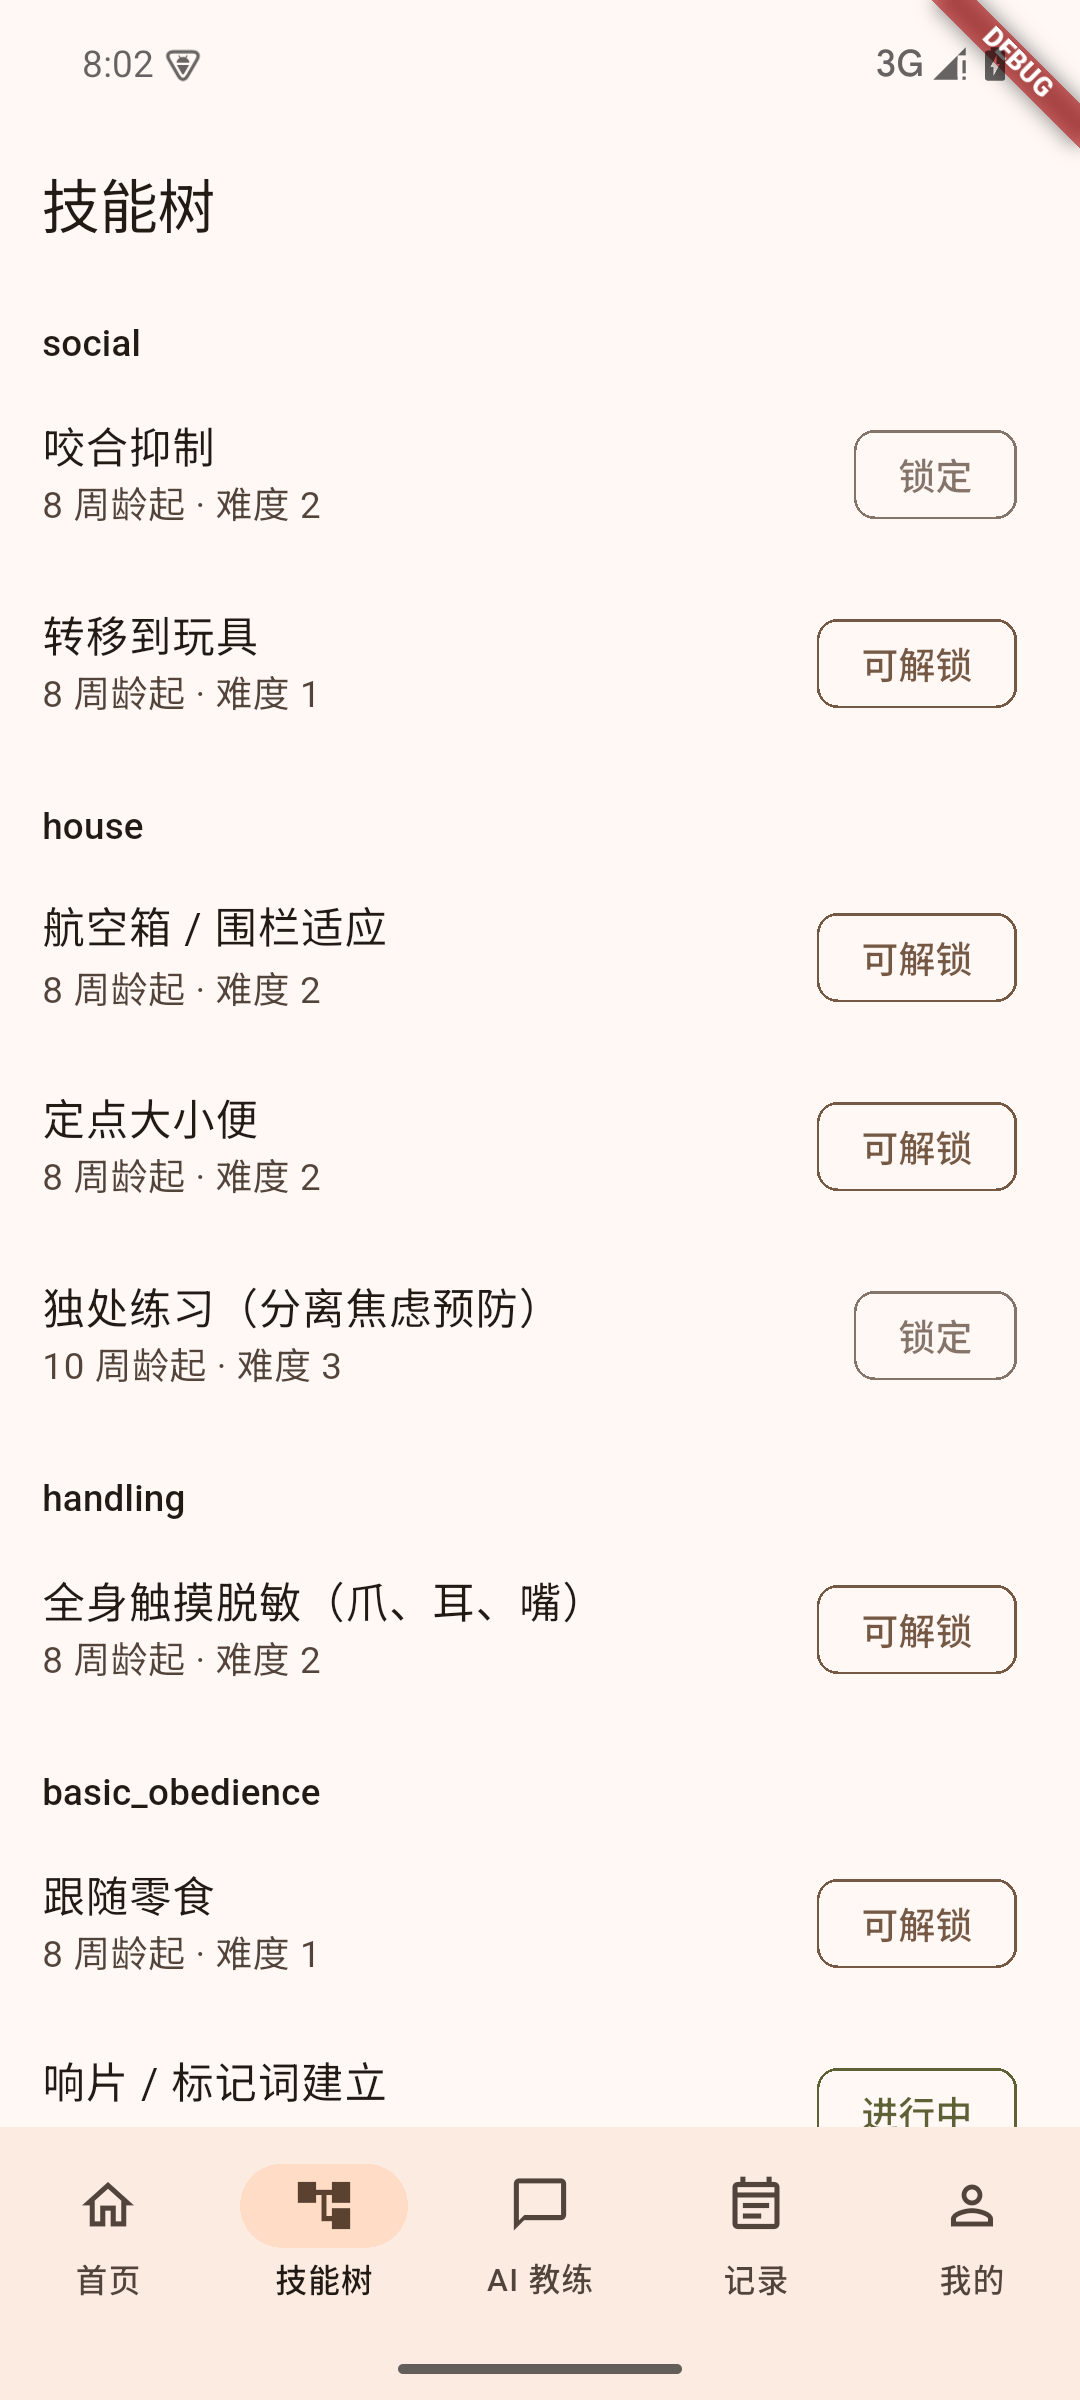 8:02
3G
DEBUG
技能树
social
咬合抑制
8 周龄起 · 难度 2
锁定
转移到玩具
8 周龄起 · 难度 1
可解锁
house
航空箱 / 围栏适应
8 周龄起 · 难度 2
可解锁
定点大小便
8 周龄起 · 难度 2
可解锁
独处练习（分离焦虑预防）
10 周龄起 · 难度 3
锁定
handling
全身触摸脱敏（爪、耳、嘴）
8 周龄起 · 难度 2
可解锁
basic_obedience
跟随零食
8 周龄起 · 难度 1
可解锁
响片 / 标记词建立
进行中
首页
技能树
AI 教练
记录
我的